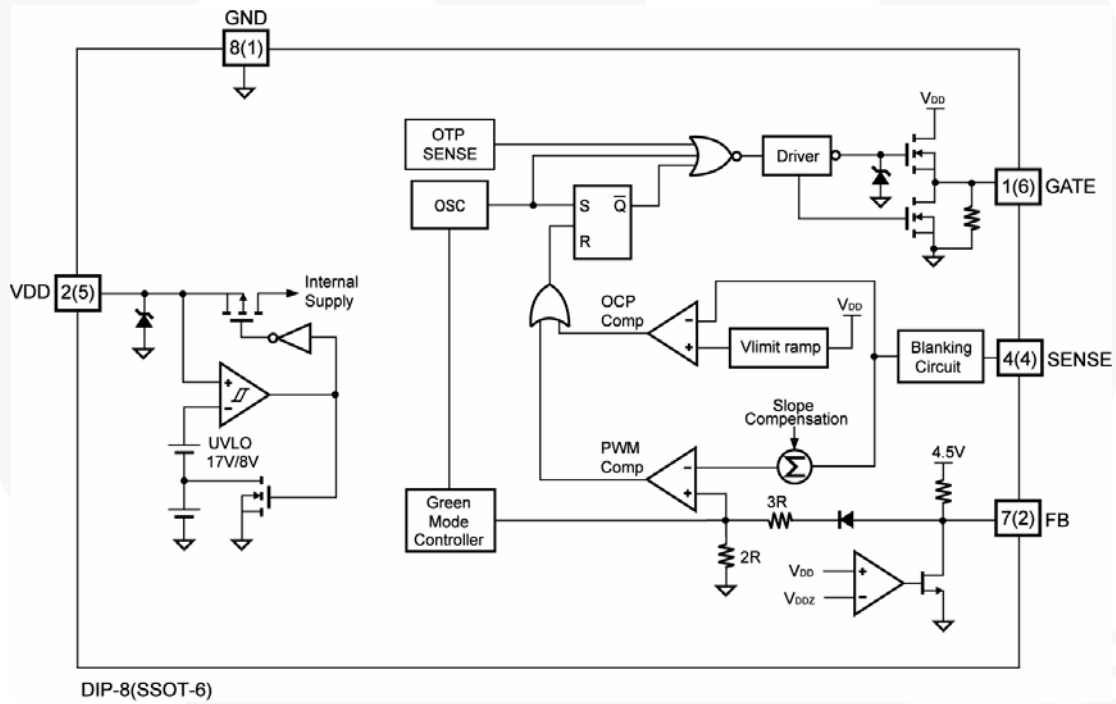 GND
8(1)
VDD
OTP
SENSE
Driver
1(6) GATE
OSC
S Q̅
R
VDD 2(5)
Internal
Supply
OCP
Comp
-
+
VDD
Vlimit ramp
Blanking
Circuit
4(4) SENSE
+
-
UVLO
17V/8V
Slope
Compensation
PWM
Comp
-
+
Σ
4.5V
Green
Mode
Controller
3R
7(2) FB
2R
VDD
+
VDDZ
-
DIP-8(SSOT-6)